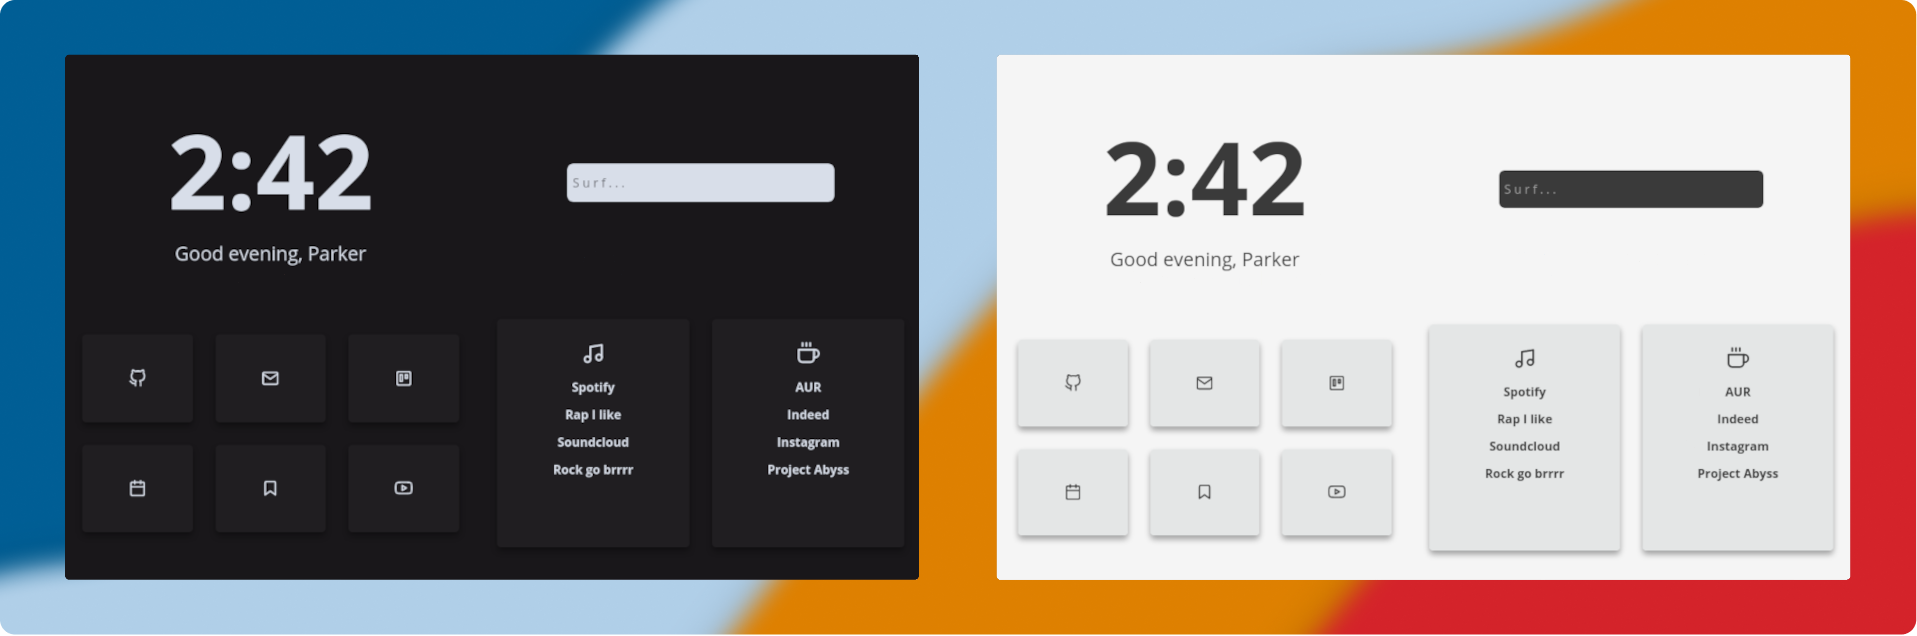 2:42
Surf...
Good evening, Parker
Spotify
Rap I like
Soundcloud
Rock go brrrr
AUR
Indeed
Instagram
Project Abyss
2:42
Surf...
Good evening, Parker
Spotify
Rap I like
Soundcloud
Rock go brrrr
AUR
Indeed
Instagram
Project Abyss